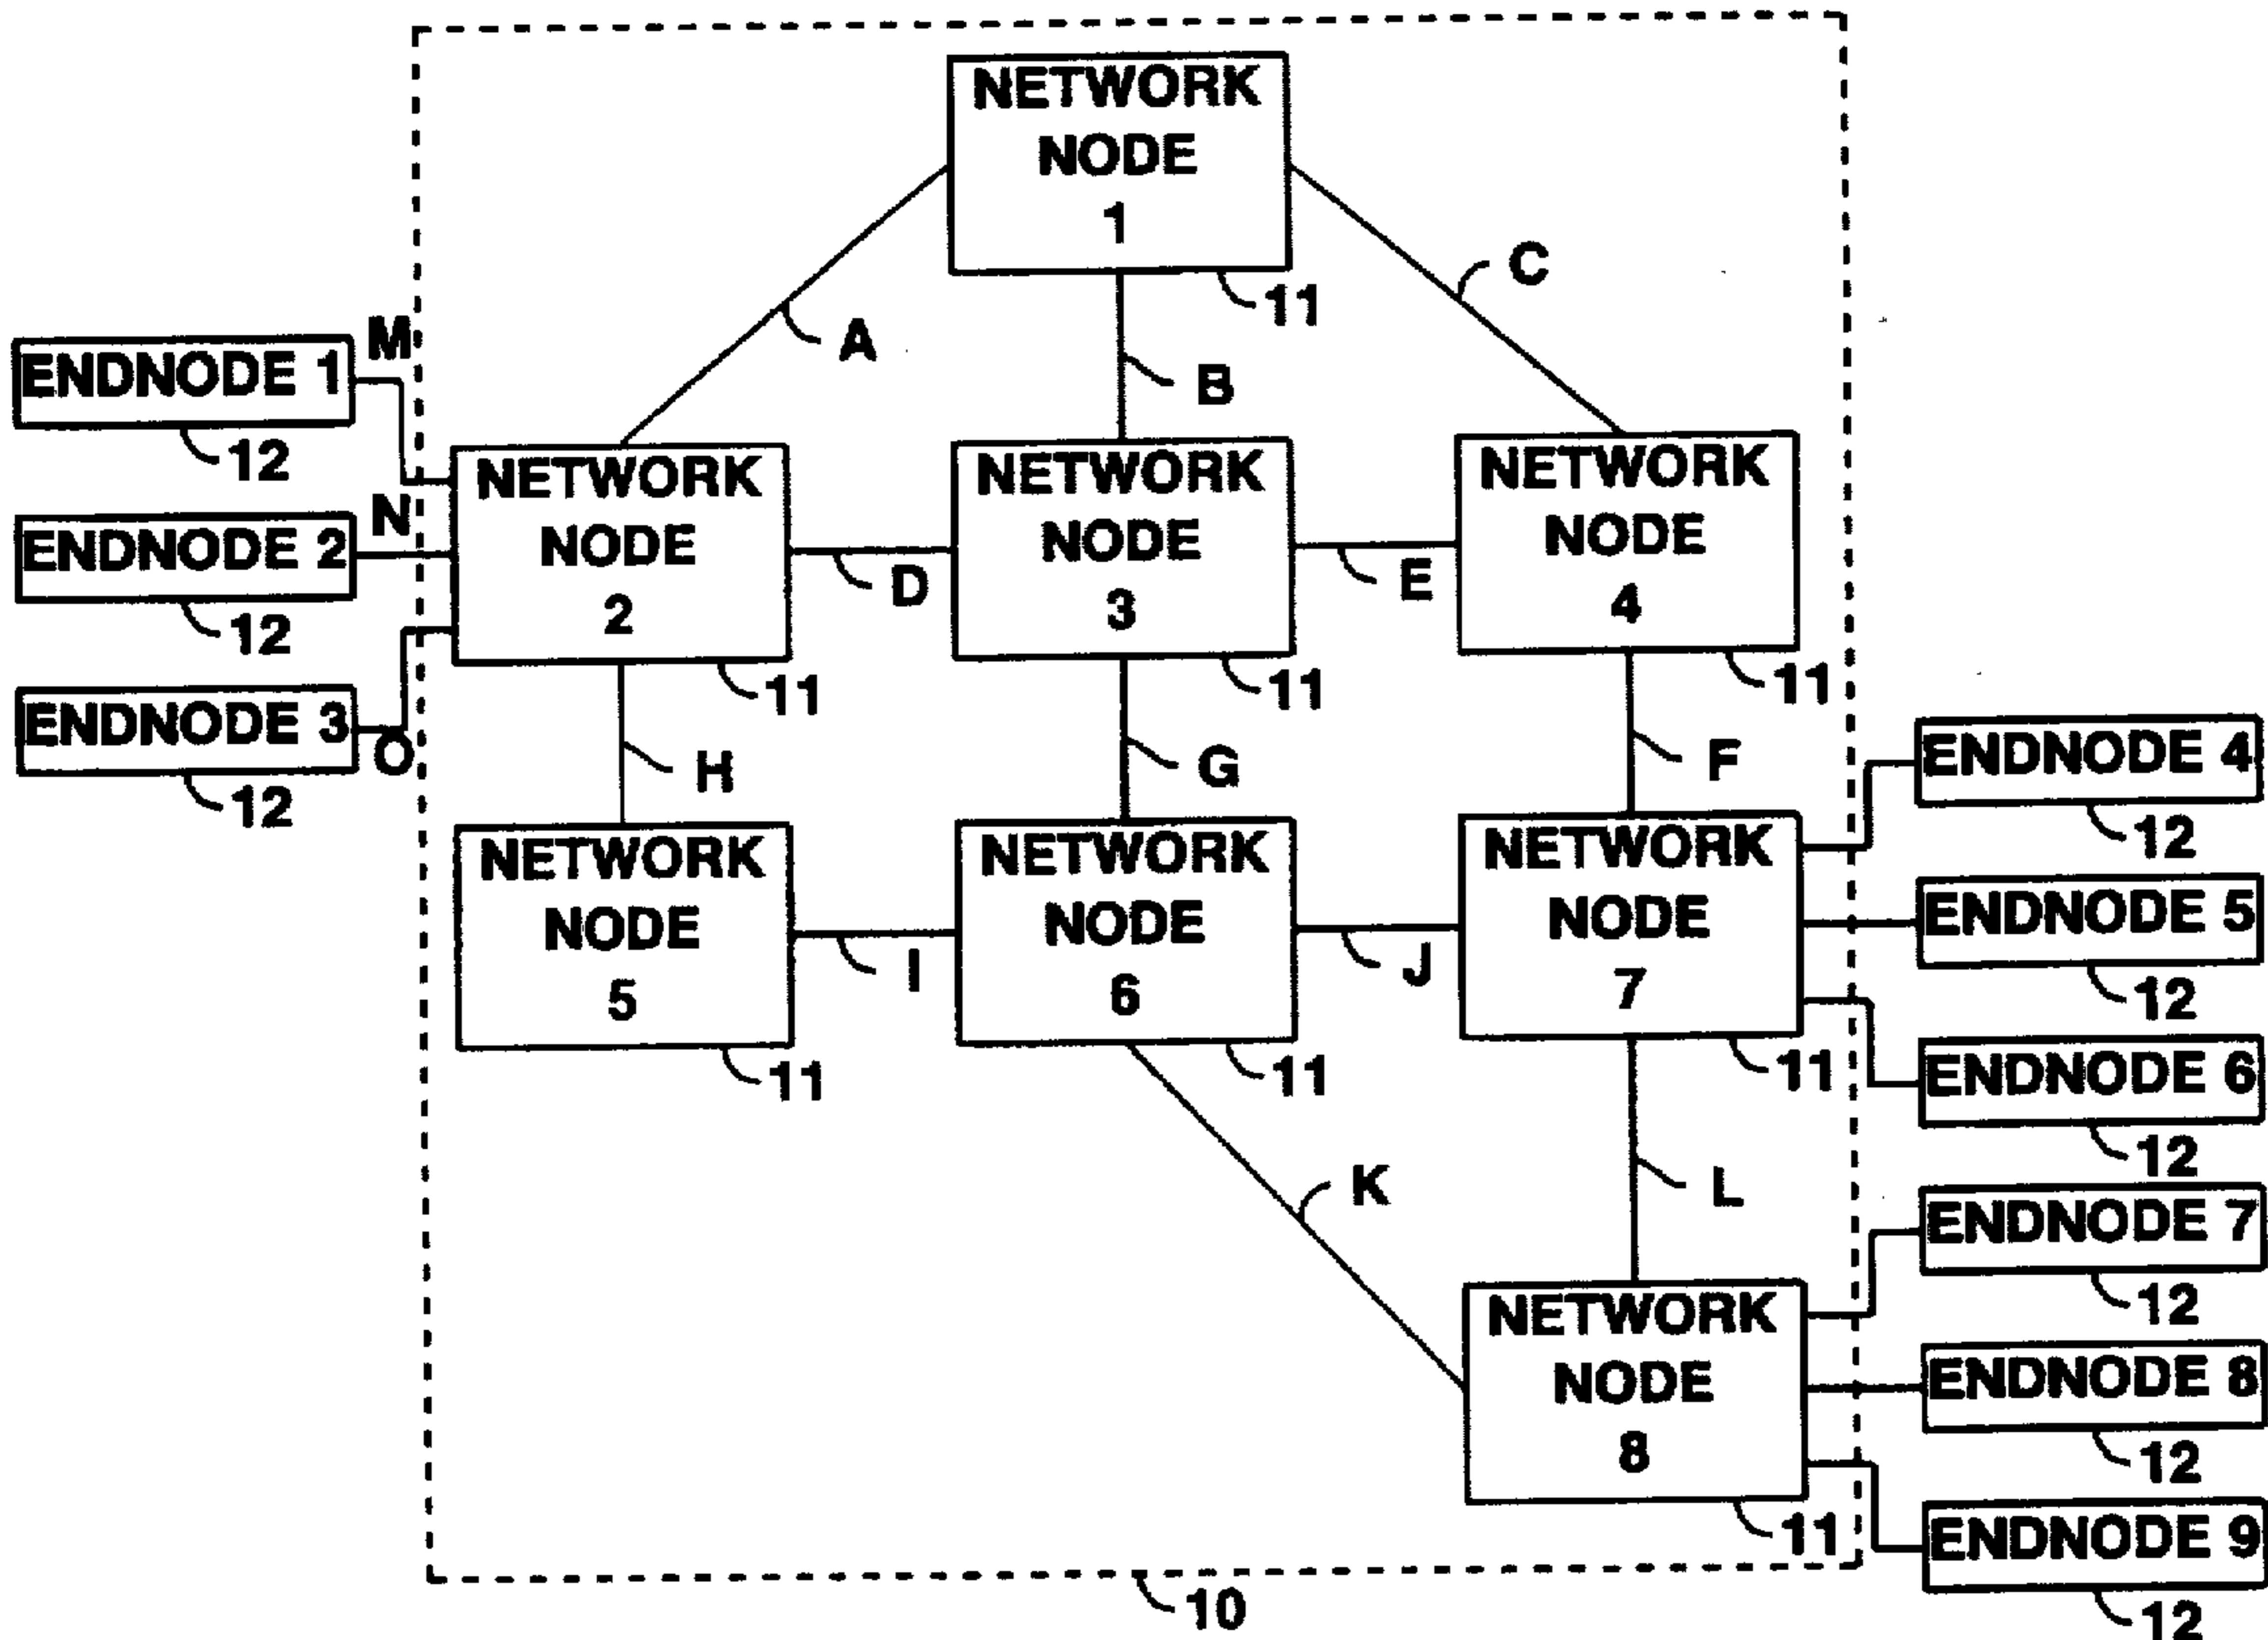 NETWORK
NODE
1
11
A
B
C
M
ENDNODE 1
12
N
ENDNODE 2
12
ENDNODE 3
O
12
NETWORK
NODE
2
11
D
NETWORK
NODE
3
11
E
NETWORK
NODE
4
11
H
G
F
NETWORK
NODE
5
11
I
NETWORK
NODE
6
11
J
NETWORK
NODE
7
11
ENDNODE 4
12
ENDNODE 5
12
ENDNODE 6
12
K
L
NETWORK
NODE
8
11
ENDNODE 7
12
ENDNODE 8
12
ENDNODE 9
12
10